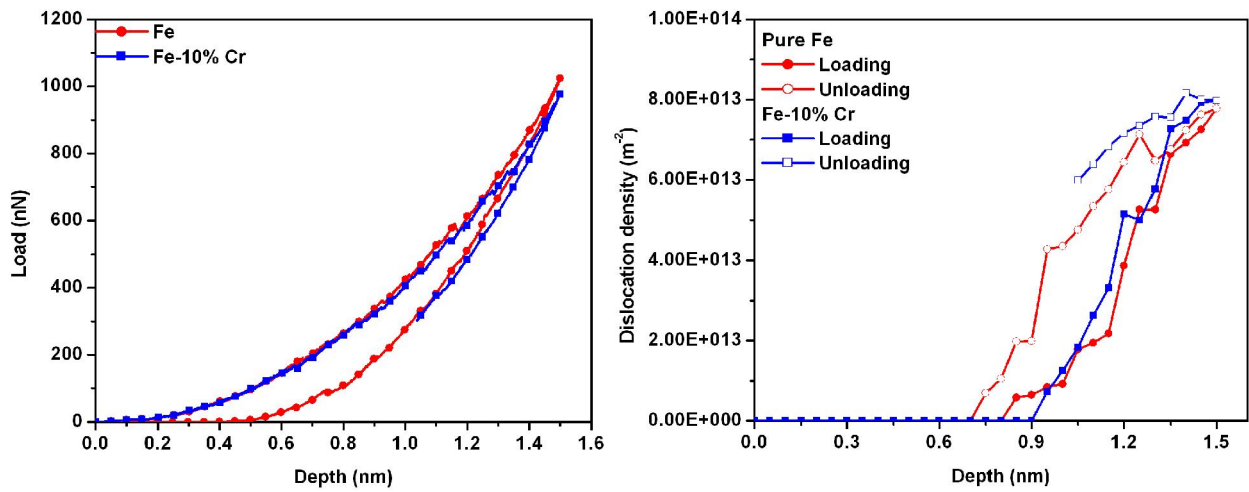 1200
1000
800
600
400
200
0
0.0 0.2 0.4 0.6 0.8 1.0 1.2 1.4 1.6
Load (nN)
Depth (nm)
Fe
Fe-10% Cr
1.00E+014
8.00E+013
6.00E+013
4.00E+013
2.00E+013
0.00E+000
0.0 0.3 0.6 0.9 1.2 1.5
Dislocation density (m⁻²)
Depth (nm)
Pure Fe
Loading
Unloading
Fe-10% Cr
Loading
Unloading